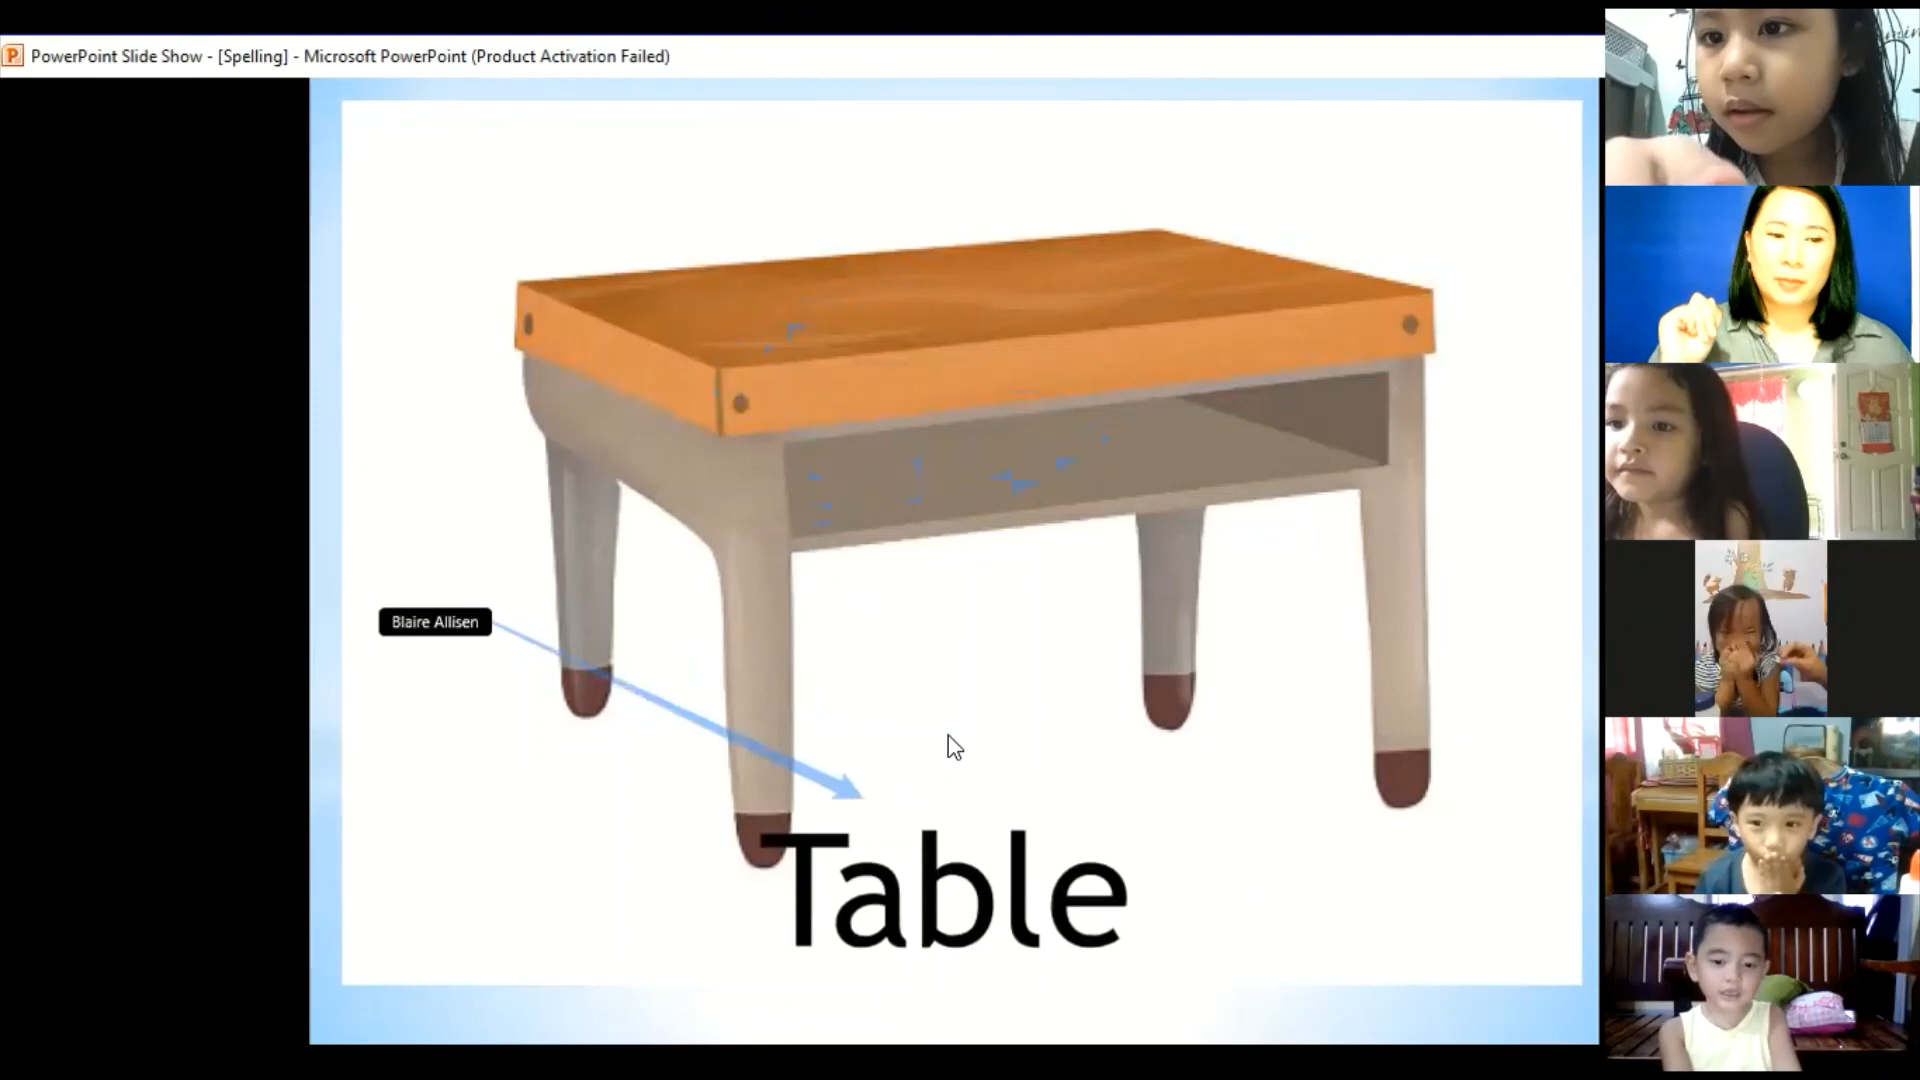 PowerPoint Slide Show - [Spelling] - Microsoft PowerPoint (Product Activation Failed)
Blaire Allisen
Table